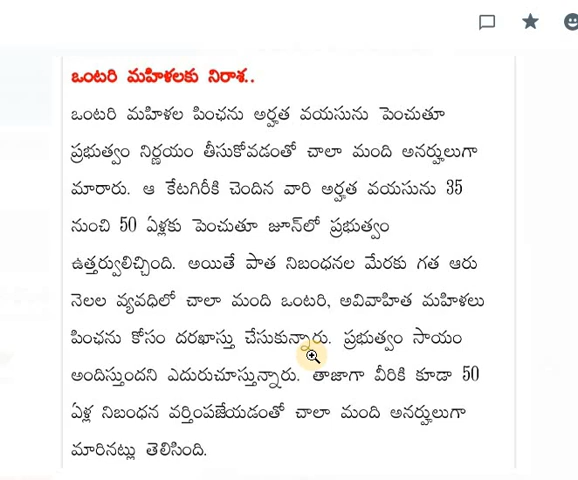 ఒంటరి మహిళలకు నిరాశ..
ఒంటరి మహిళల పింఛను అర్హత వయసును పెంచుతూ
ప్రభుత్వం నిర్ణయం తీసుకోవడంతో చాలా మంది అనర్హులుగా
మారారు. ఆ కేటగిరీకి చెందిన వారి అర్హత వయసును 35
నుంచి 50 ఏళ్లకు పెంచుతూ జూన్‌లో ప్రభుత్వం
ఉత్తర్వులిచ్చింది. అయితే పాత నిబంధనల మేరకు గత ఆరు
నెలల వ్యవధిలో చాలా మంది ఒంటరి, అవివాహిత మహిళలు
పింఛను కోసం దరఖాస్తు చేసుకున్నారు. ప్రభుత్వం సాయం
అందిస్తుందని ఎదురుచూస్తున్నారు. తాజాగా వీరికి కూడా 50
ఏళ్ల నిబంధన వర్తింపజేయడంతో చాలా మంది అనర్హులుగా
మారినట్లు తెలిసింది.